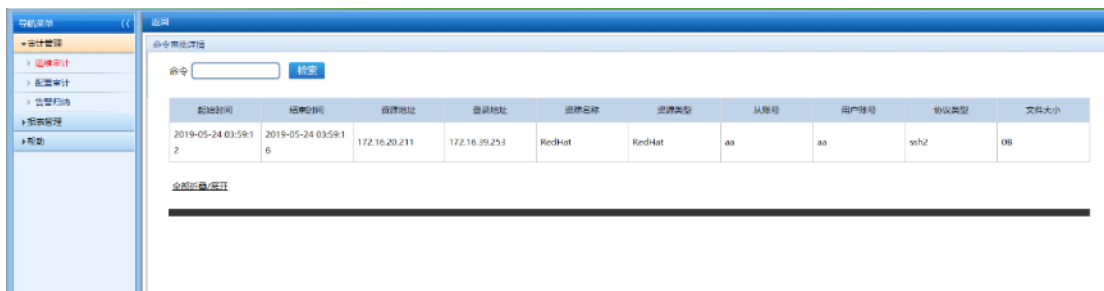 导航菜单 <<
返回
审计管理
命令审批详情
运维审计
命令
检索
配置审计
告警归纳
报表管理
帮助
起始时间 结束时间 资源地址 登录地址 资源名称 资源类型 从账号 用户账号 协议类型 文件大小
2019-05-24 03:59:1 2019-05-24 03:59:1 172.16.20.211 172.16.39.253 RedHat RedHat aa aa ssh2 0B
2 6
全部折叠/展开